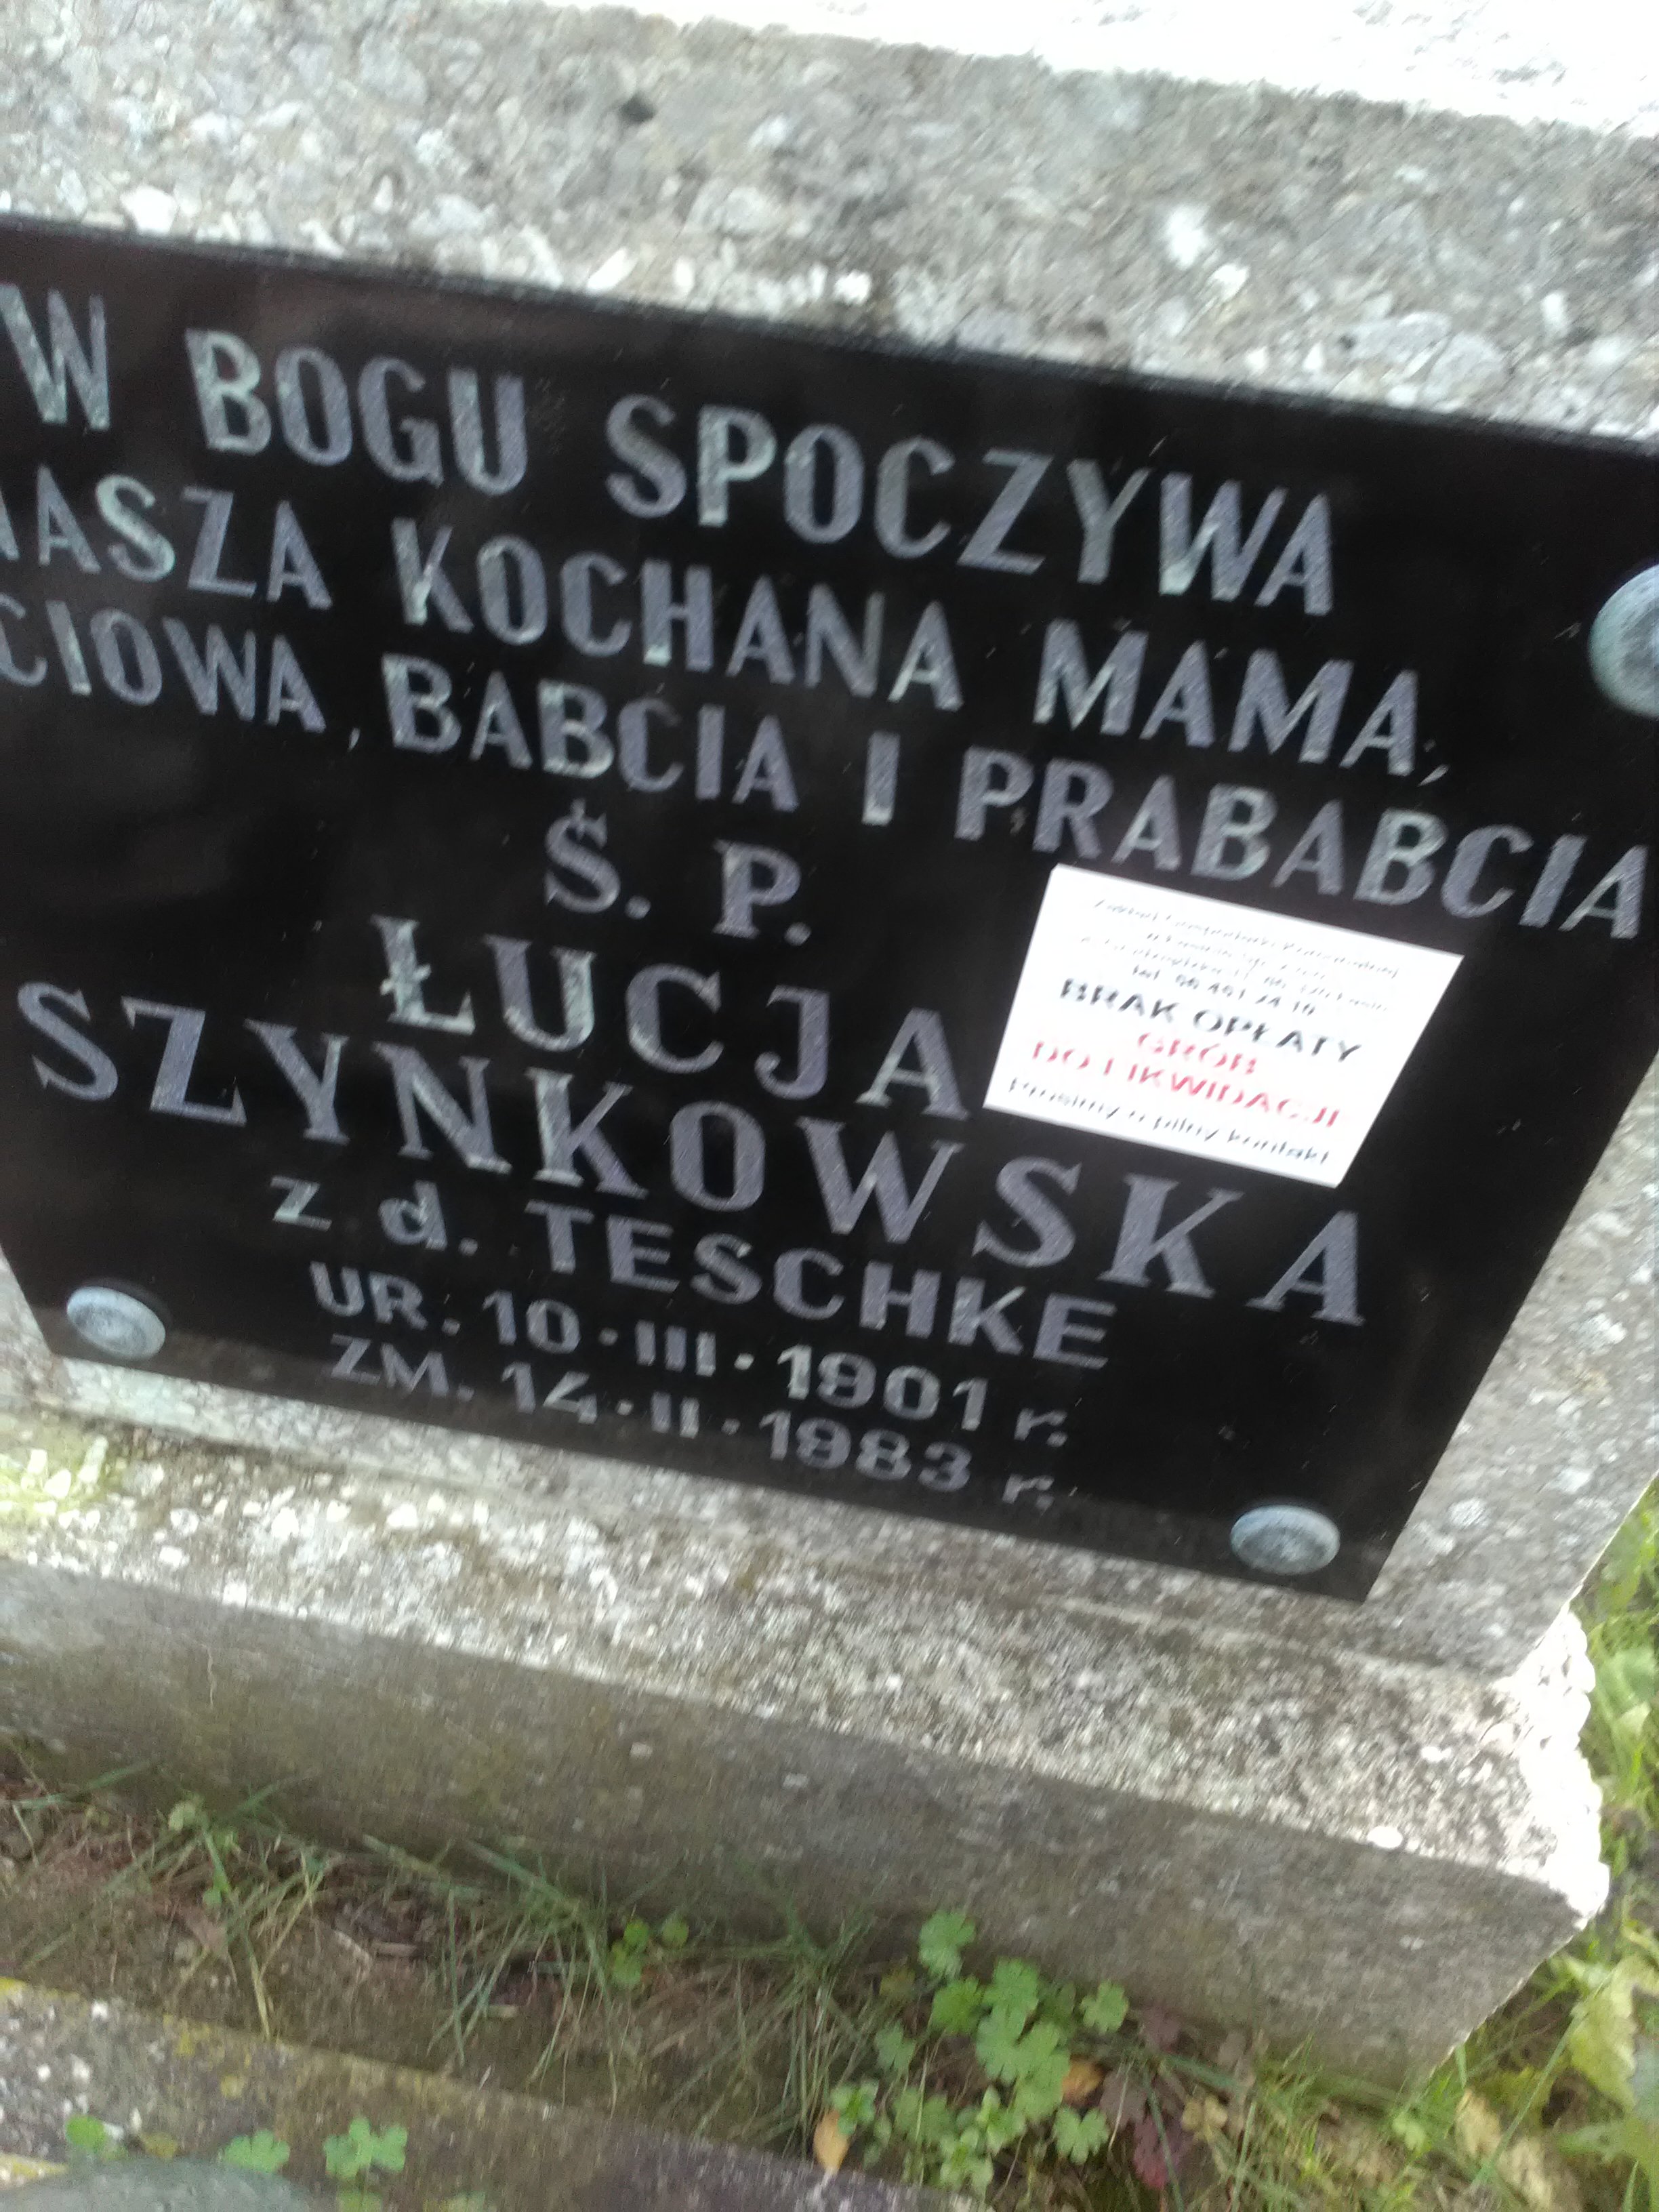 W BOGU SPOCZYWA
NASZA KOCHANA MAMA,
CIOWA, BABCIA I PRABABCIA
Ś. P.
ŁUCJA
SZYNKOWSKA
z d. TESCHKE
UR. 10·III·1901 r.
ZM. 14·II·1983 r.
BRAK OPŁATY
GRÓB
DO LIKWIDACJI
Prosimy o pilny kontakt